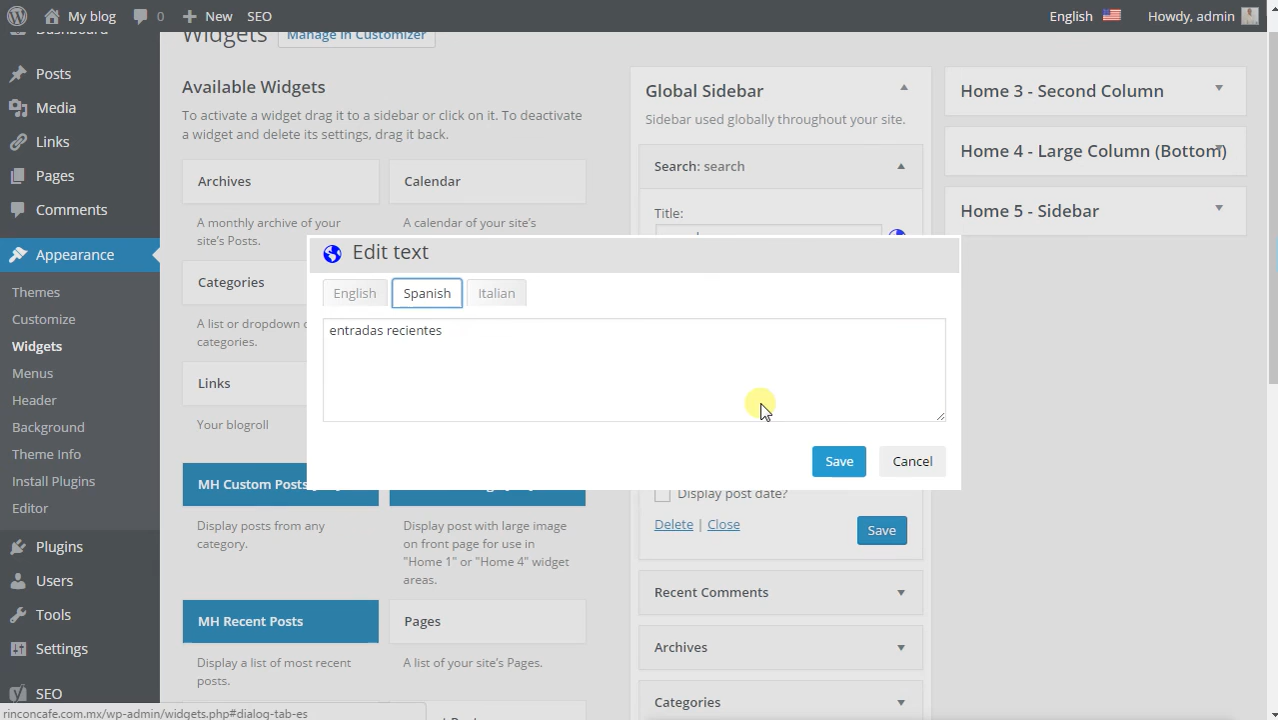 My blog
0
New
SEO
English
Howdy, admin
Posts
Media
Links
Pages
Comments
Appearance
Themes
Customize
Widgets
Menus
Header
Background
Theme Info
Install Plugins
Editor
Plugins
Users
Tools
Settings
SEO
Widgets
Manage in Customizer
Available Widgets
To activate a widget drag it to a sidebar or click on it. To deactivate
a widget and delete its settings, drag it back.
Archives
Calendar
A monthly archive of your
site's Posts.
A calendar of your site's
Categories
A list or dropdown
categories.
Links
Your blogroll
MH Custom Posts
Display posts from any
category.
Display post with large image
on front page for use in
"Home 1" or "Home 4" widget
areas.
MH Recent Posts
Pages
Display a list of most recent
posts.
A list of your site's Pages.
Global Sidebar
Sidebar used globally throughout your site.
Search: search
Title:
Edit text
English
Spanish
Italian
entradas recientes
Save
Cancel
Display post date?
Delete | Close
Save
Recent Comments
Archives
Categories
Home 3 - Second Column
Home 4 - Large Column (Bottom)
Home 5 - Sidebar
rinconcafe.com.mx/wp-admin/widgets.php#dialog-tab-es